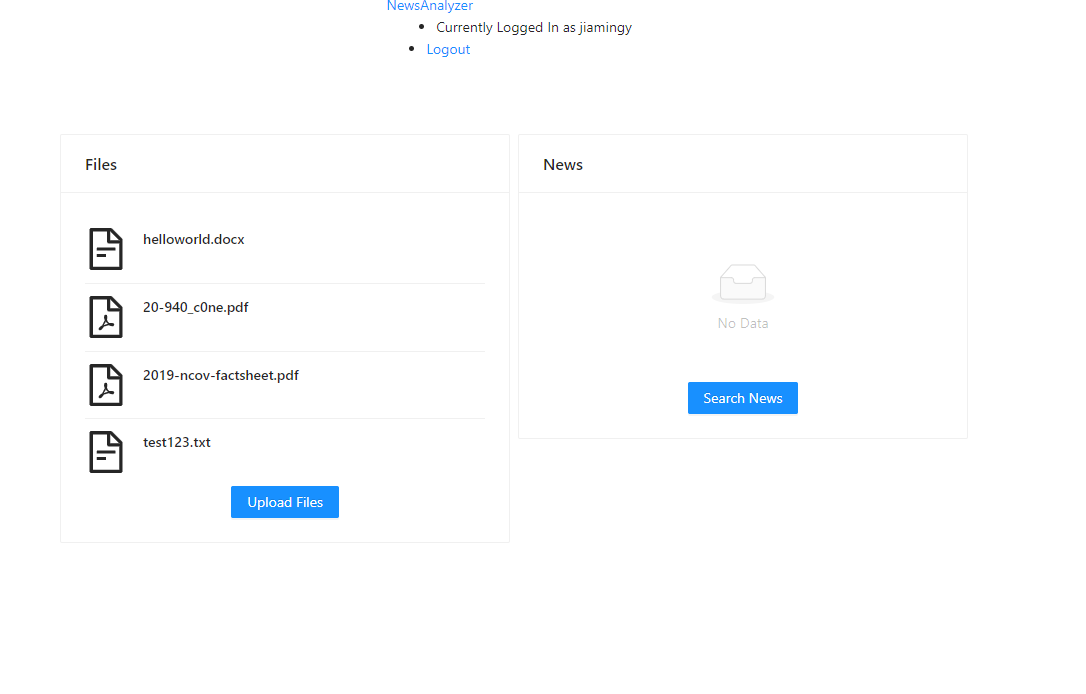 NewsAnalyzer
Currently Logged In as jiamingy
Logout
Files
helloworld.docx
20-940_c0ne.pdf
2019-ncov-factsheet.pdf
test123.txt
Upload Files
News
No Data
Search News